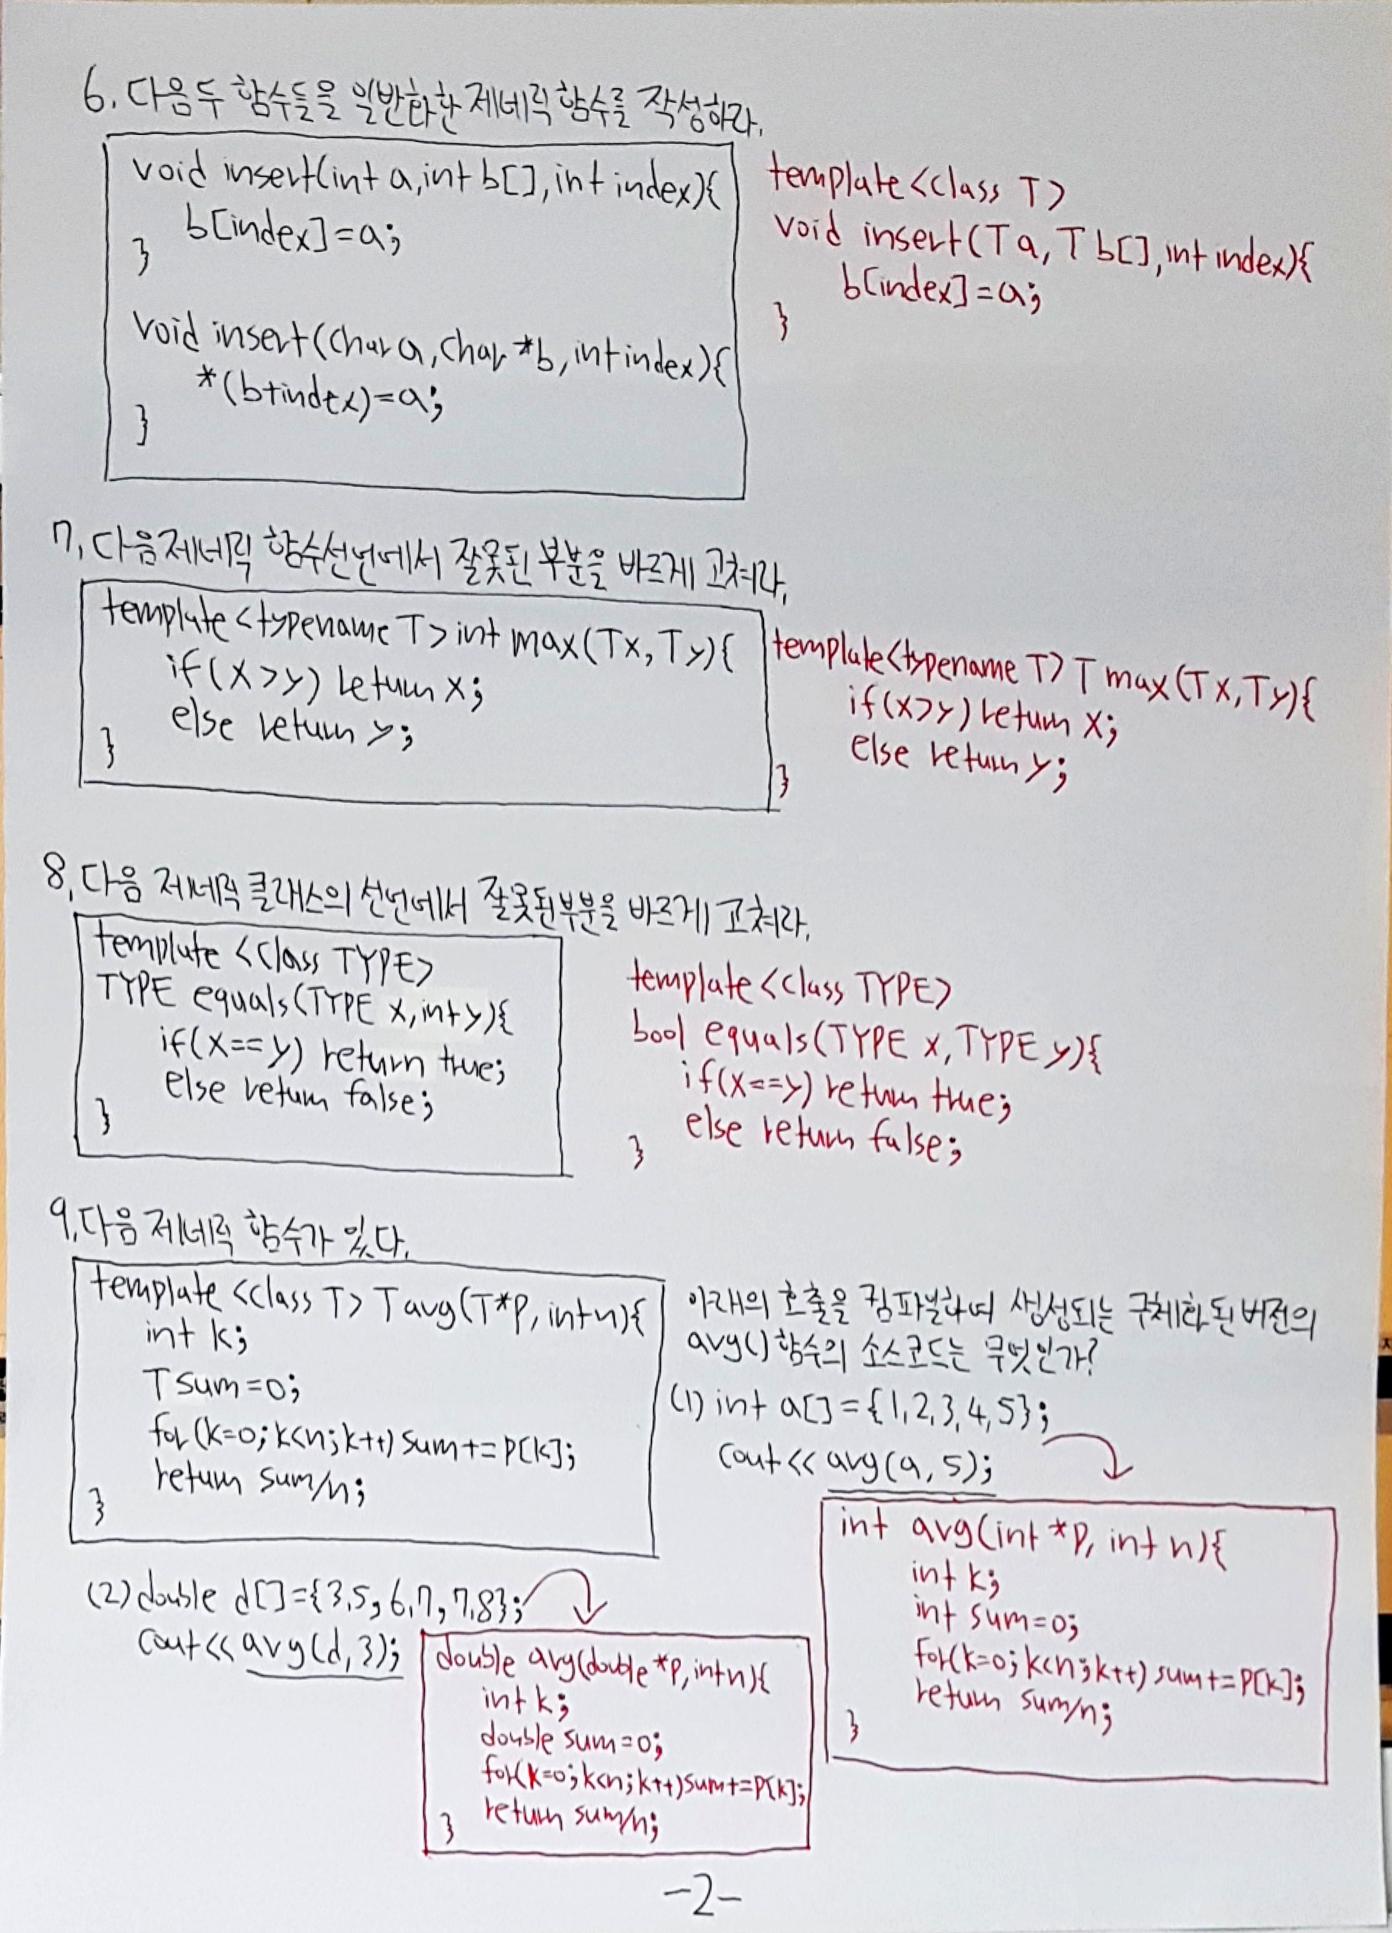 6. 다음 두 함수들을 일반화한 제네릭 함수를 작성하라.
void insert(int a, int b[], int index){
b[index]=a;
}
void insert(char a, char *b, int index){
*(b+index)=a;
}
template<class T>
void insert(T a, T b[], int index){
b[index]=a;
}
7. 다음 제네릭 함수 선언에서 잘못된 부분을 바르게 고쳐라.
template<typename T> int max(T x, T y){
if(x>y) return x;
else return y;
}
template<typename T> T max(T x, T y){
if(x>y) return x;
else return y;
}
8. 다음 제네릭 클래스의 선언에서 잘못된 부분을 바르게 고쳐라.
template <class TYPE>
TYPE equals(TYPE x, int y){
if(x==y) return true;
else return false;
}
template<class TYPE>
bool equals(TYPE x, TYPE y){
if(x==y) return true;
else return false;
}
9. 다음 제네릭 함수가 있다.
template <class T> T avg(T*p, int n){
int k;
T sum=0;
for(k=0; k<n; k++) sum+=p[k];
return sum/n;
}
아래의 호출을 컴파일하여 생성되는 구체화된 버전의
avg() 함수의 소스코드는 무엇인가?
(1) int a[]={1,2,3,4,5};
cout<<avg(a,5);
int avg(int *p, int n){
int k;
int sum=0;
for(k=0; k<n; k++) sum+=p[k];
return sum/n;
}
(2) double d[]={3.5, 6.7, 7.8};
cout<<avg(d,3);
double avg(double *p, int n){
int k;
double sum=0;
for(k=0; k<n; k++) sum+=p[k];
return sum/n;
}
-2-